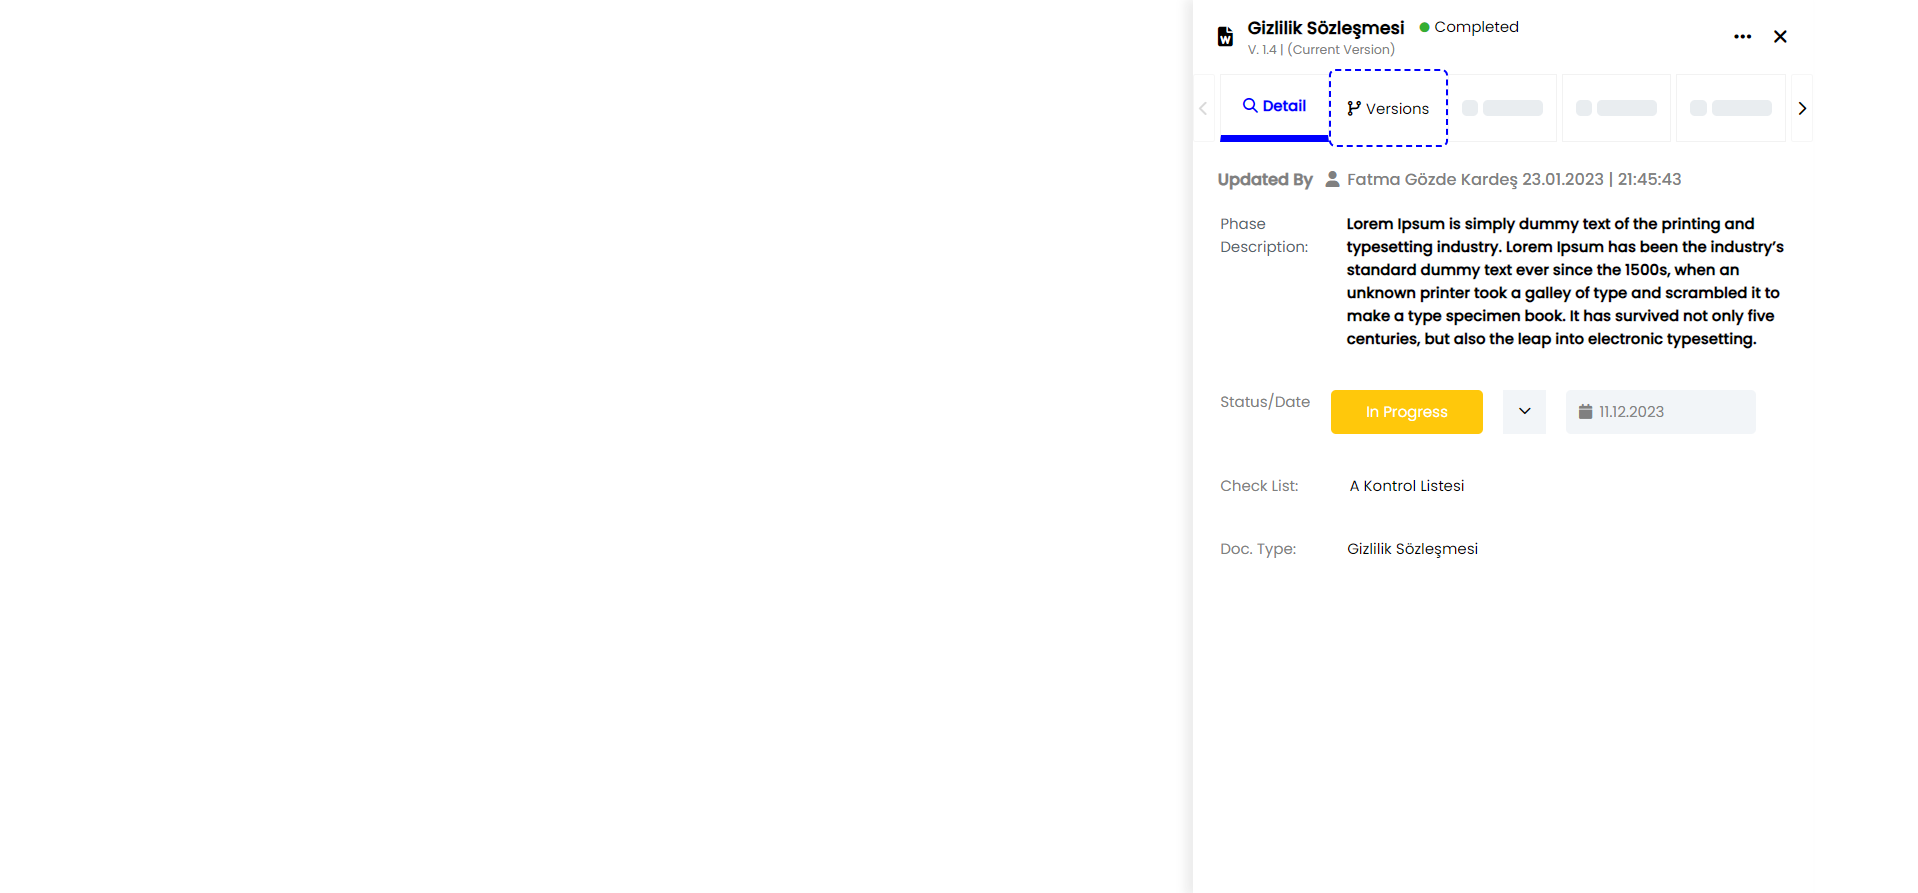 Gizlilik Sözleşmesi Completed
V. 1.4 | (Current Version)
Detail Versions
Updated By Fatma Gözde Kardeş 23.01.2023 | 21:45:43
Phase Description:
Lorem Ipsum is simply dummy text of the printing and
typesetting industry. Lorem Ipsum has been the industry’s
standard dummy text ever since the 1500s, when an
unknown printer took a galley of type and scrambled it to
make a type specimen book. It has survived not only five
centuries, but also the leap into electronic typesetting.
Status/Date In Progress 11.12.2023
Check List: A Kontrol Listesi
Doc. Type: Gizlilik Sözleşmesi